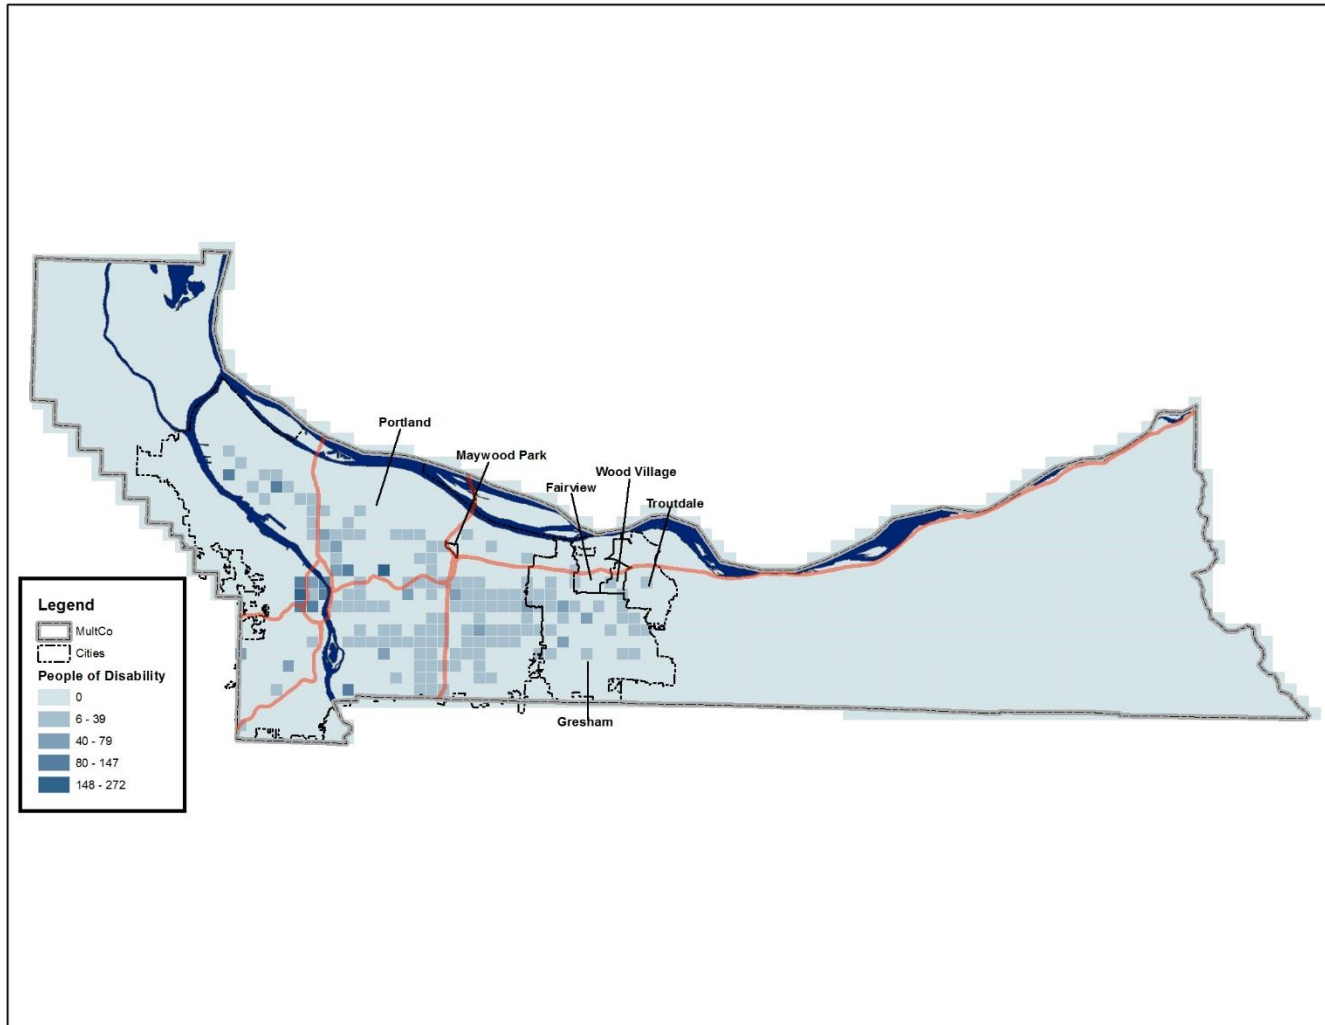 Portland
Maywood Park
Wood Village
Fairview
Troutdale
Gresham
Legend
MultCo
Cities
People of Disability
0
6 - 39
40 - 79
80 - 147
148 - 272